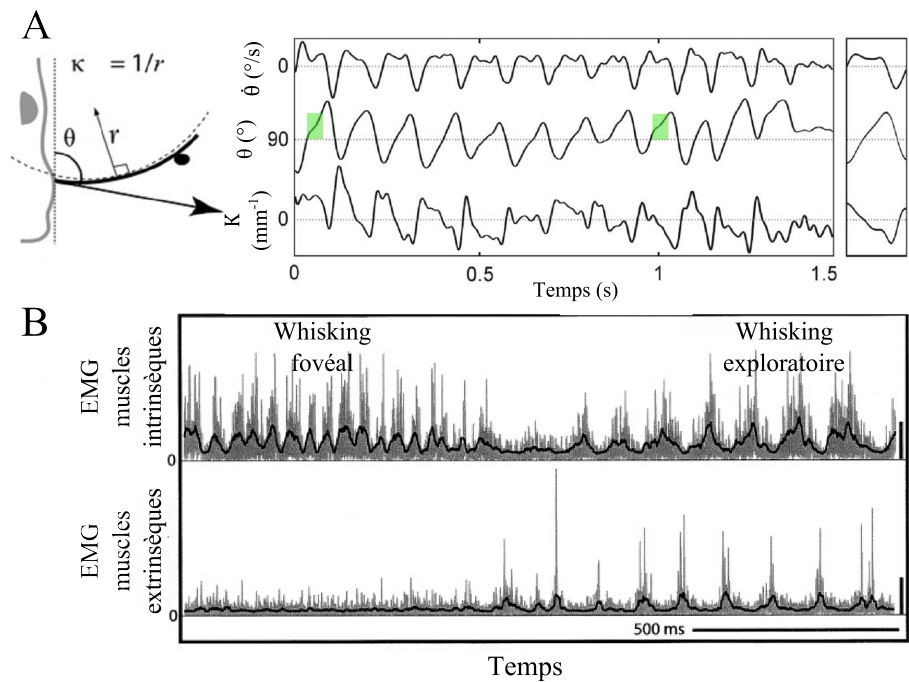 A
κ = 1/r
θ
r
θ̇ (°/s)
0
θ (°)
90
K
(mm⁻¹)
0
0
0.5
1
1.5
Temps (s)
B
Whisking
fovéal
Whisking
exploratoire
EMG
muscles
intrinsèques
0
EMG
muscles
extrinsèques
0
500 ms
Temps